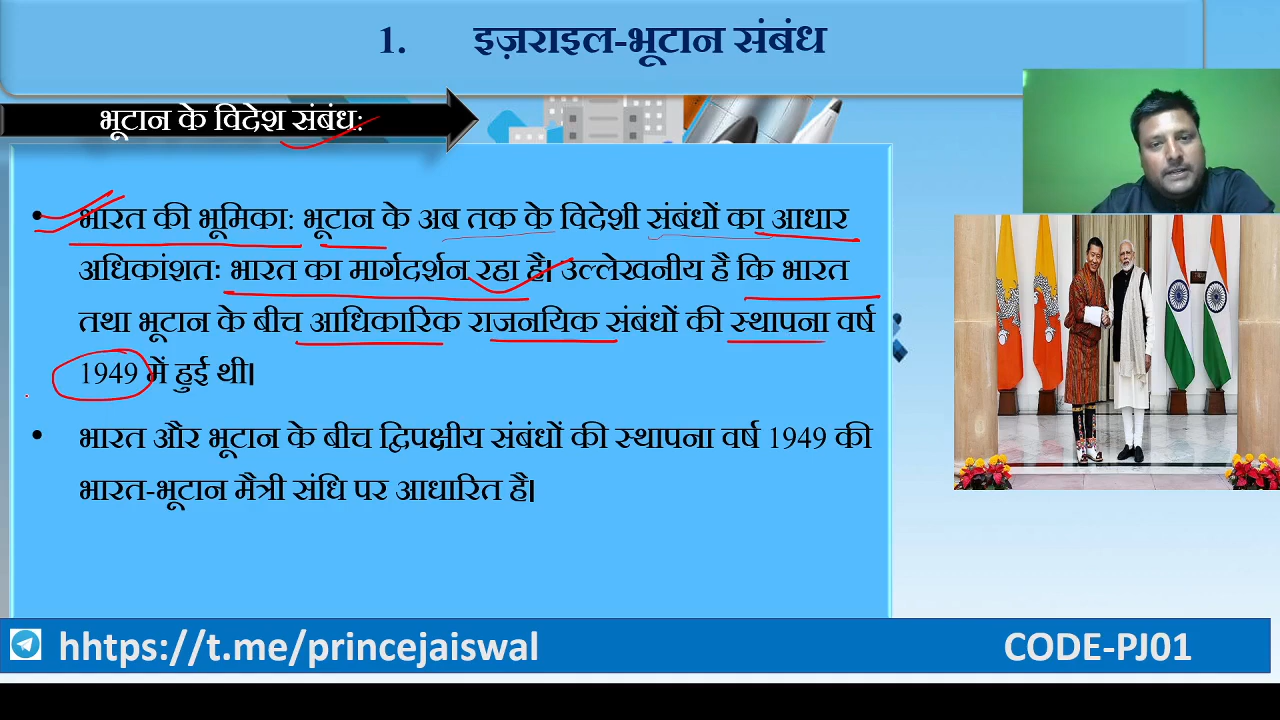 1. इज़राइल-भूटान संबंध
भूटान के विदेश संबंध:
• भारत की भूमिका: भूटान के अब तक के विदेशी संबंधों का आधार
अधिकांशतः भारत का मार्गदर्शन रहा है। उल्लेखनीय है कि भारत
तथा भूटान के बीच आधिकारिक राजनयिक संबंधों की स्थापना वर्ष
1949 में हुई थी।
• भारत और भूटान के बीच द्विपक्षीय संबंधों की स्थापना वर्ष 1949 की
भारत-भूटान मैत्री संधि पर आधारित है।
hhtps://t.me/princejaiswal CODE-PJ01